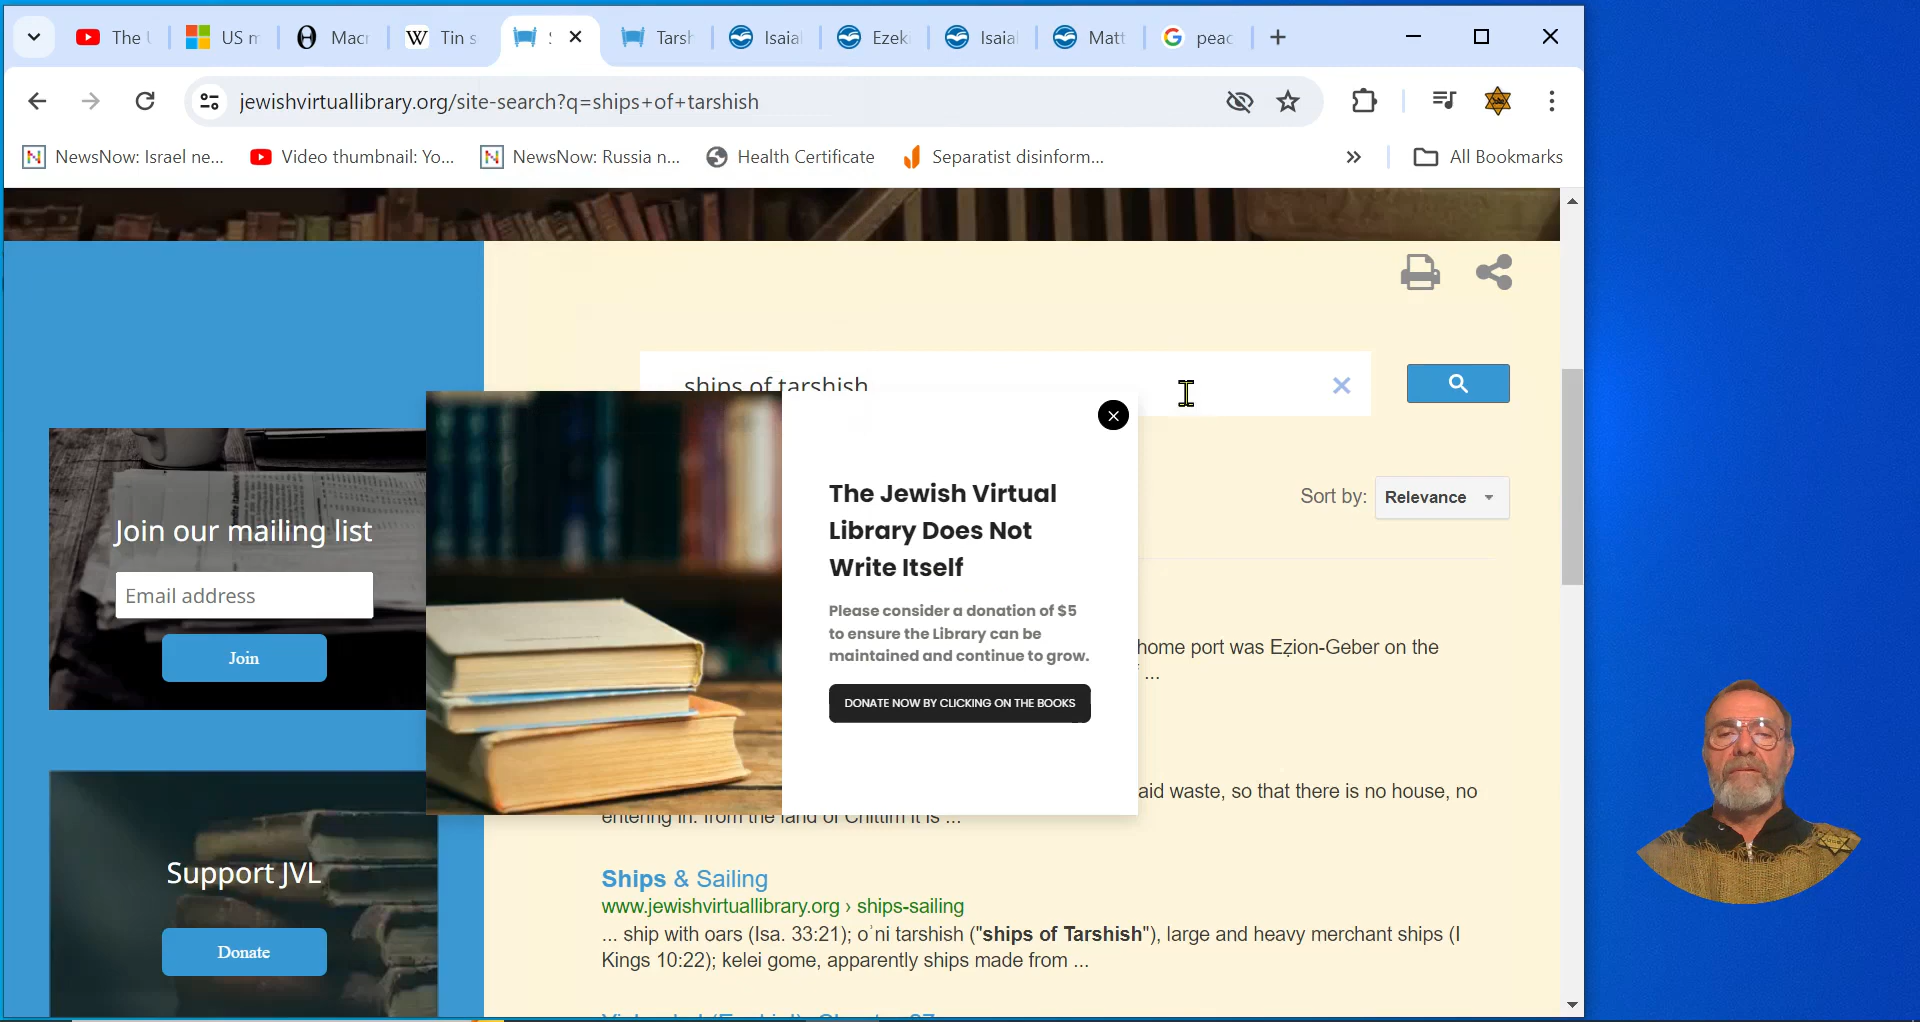 The
US m
Macr
W Tin s
Tarsh
Isaia
Ezek
Isaia
Matt
peac
jewishvirtuallibrary.org/site-search?q=ships+of+tarshish
NewsNow: Israel ne...
Video thumbnail: Yo...
NewsNow: Russia n...
Health Certificate
Separatist disinform...
All Bookmarks
ships of tarshish
Sort by: Relevance
Join our mailing list
Email address
Join
The Jewish Virtual
Library Does Not
Write Itself
Please consider a donation of $5
to ensure the Library can be
maintained and continue to grow.
DONATE NOW BY CLICKING ON THE BOOKS
home port was Eẓion-Geber on the
...
aid waste, so that there is no house, no
entering in: from the land of Chittim it is ...
Support JVL
Donate
Ships & Sailing
www.jewishvirtuallibrary.org › ships-sailing
... ship with oars (Isa. 33:21); oʾni tarshish ("ships of Tarshish"), large and heavy merchant ships (I
Kings 10:22); kelei gome, apparently ships made from ...